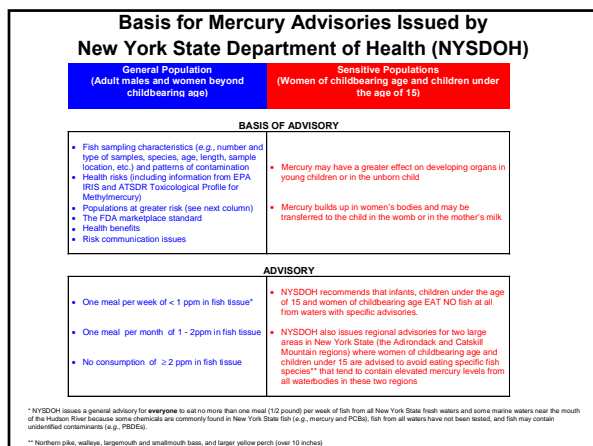 Basis for Mercury Advisories Issued by
New York State Department of Health (NYSDOH)
General Population
(Adult males and women beyond
childbearing age)
Sensitive Populations
(Women of childbearing age and children under
the age of 15)
BASIS OF ADVISORY
• Fish sampling characteristics (e.g., number and
type of samples, species, age, length, sample
location, etc.) and patterns of contamination
• Health risks (including information from EPA
IRIS and ATSDR Toxicological Profile for
Methylmercury)
• Populations at greater risk (see next column)
• The FDA marketplace standard
• Health benefits
• Risk communication issues
• Mercury may have a greater effect on developing organs in
young children or in the unborn child
• Mercury builds up in women's bodies and may be
transferred to the child in the womb or in the mother's milk
ADVISORY
• One meal per week of < 1 ppm in fish tissue*
• One meal per month of 1 - 2ppm in fish tissue
• No consumption of ≥ 2 ppm in fish tissue
• NYSDOH recommends that infants, children under the age
of 15 and women of childbearing age EAT NO fish at all
from waters with specific advisories.
• NYSDOH also issues regional advisories for two large
areas in New York State (the Adirondack and Catskill
Mountain regions) where women of childbearing age and
children under 15 are advised to avoid eating specific fish
species** that tend to contain elevated mercury levels from
all waterbodies in these two regions
* NYSDOH issues a general advisory for everyone to eat no more than one meal (1/2 pound) per week of fish from all New York State fresh waters and some marine waters near the mouth
of the Hudson River because some chemicals are commonly found in New York State fish (e.g., mercury and PCBs), fish from all waters have not been tested, and fish may contain
unidentified contaminants (e.g., PBDEs).
** Northern pike, walleye, largemouth and smallmouth bass, and larger yellow perch (over 10 inches)